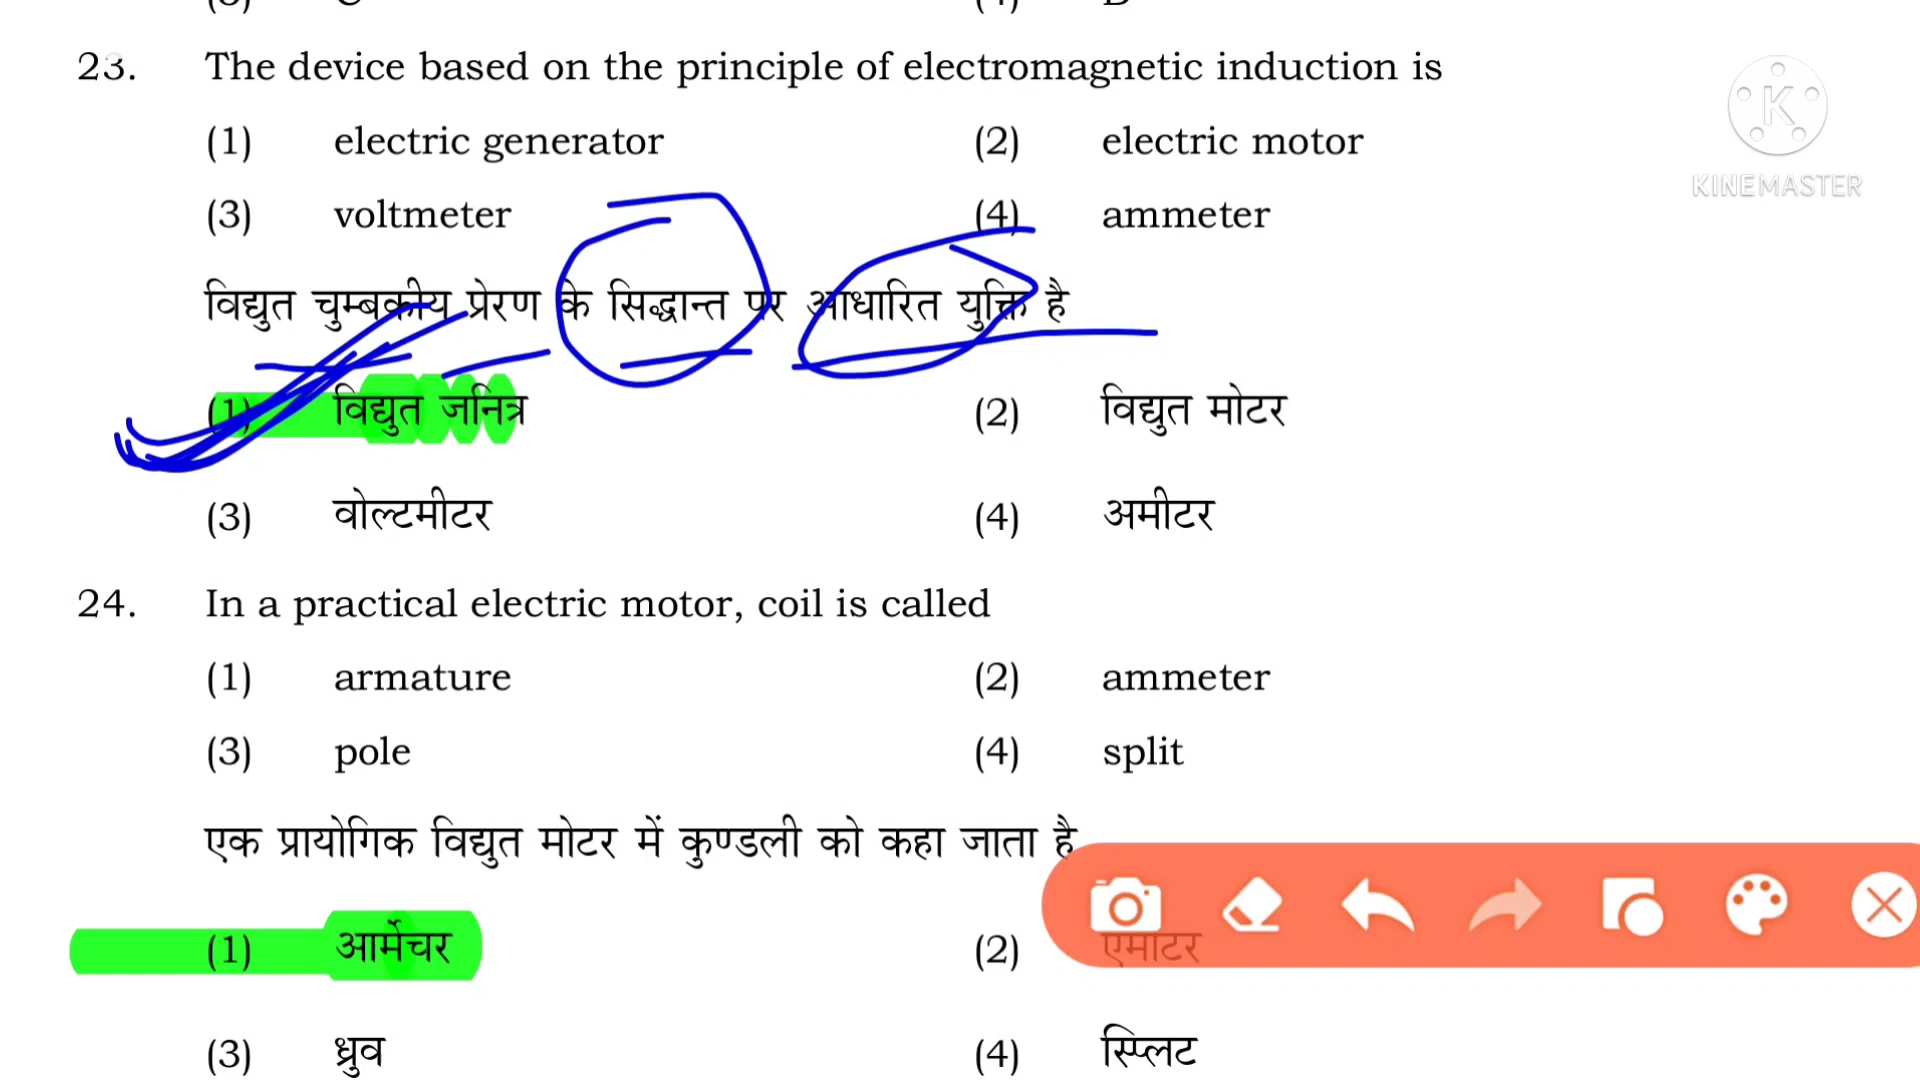 23. The device based on the principle of electromagnetic induction is
(1) electric generator (2) electric motor
(3) voltmeter (4) ammeter
विद्युत चुम्बकीय प्रेरण के सिद्धान्त पर आधारित युक्ति है
(1) विद्युत जनित्र (2) विद्युत मोटर
(3) वोल्टमीटर (4) अमीटर
24. In a practical electric motor, coil is called
(1) armature (2) ammeter
(3) pole (4) split
एक प्रायोगिक विद्युत मोटर में कुण्डली को कहा जाता है
(1) आर्मेचर (2)
(3) ध्रुव (4) स्प्लिट
K
KINEMASTER